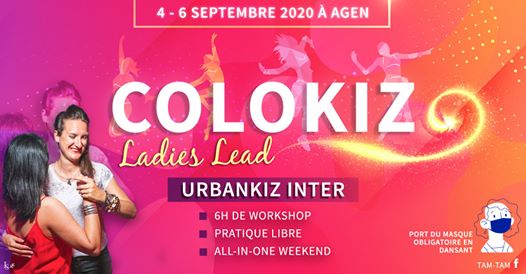 4 - 6 SEPTEMBRE 2020 À AGEN
COLOKIZ
Ladies Lead
URBANKIZ INTER
6H DE WORKSHOP
PRATIQUE LIBRE
ALL-IN-ONE WEEKEND
PORT DU MASQUE
OBLIGATOIRE EN
DANSANT
TAM-TAM f